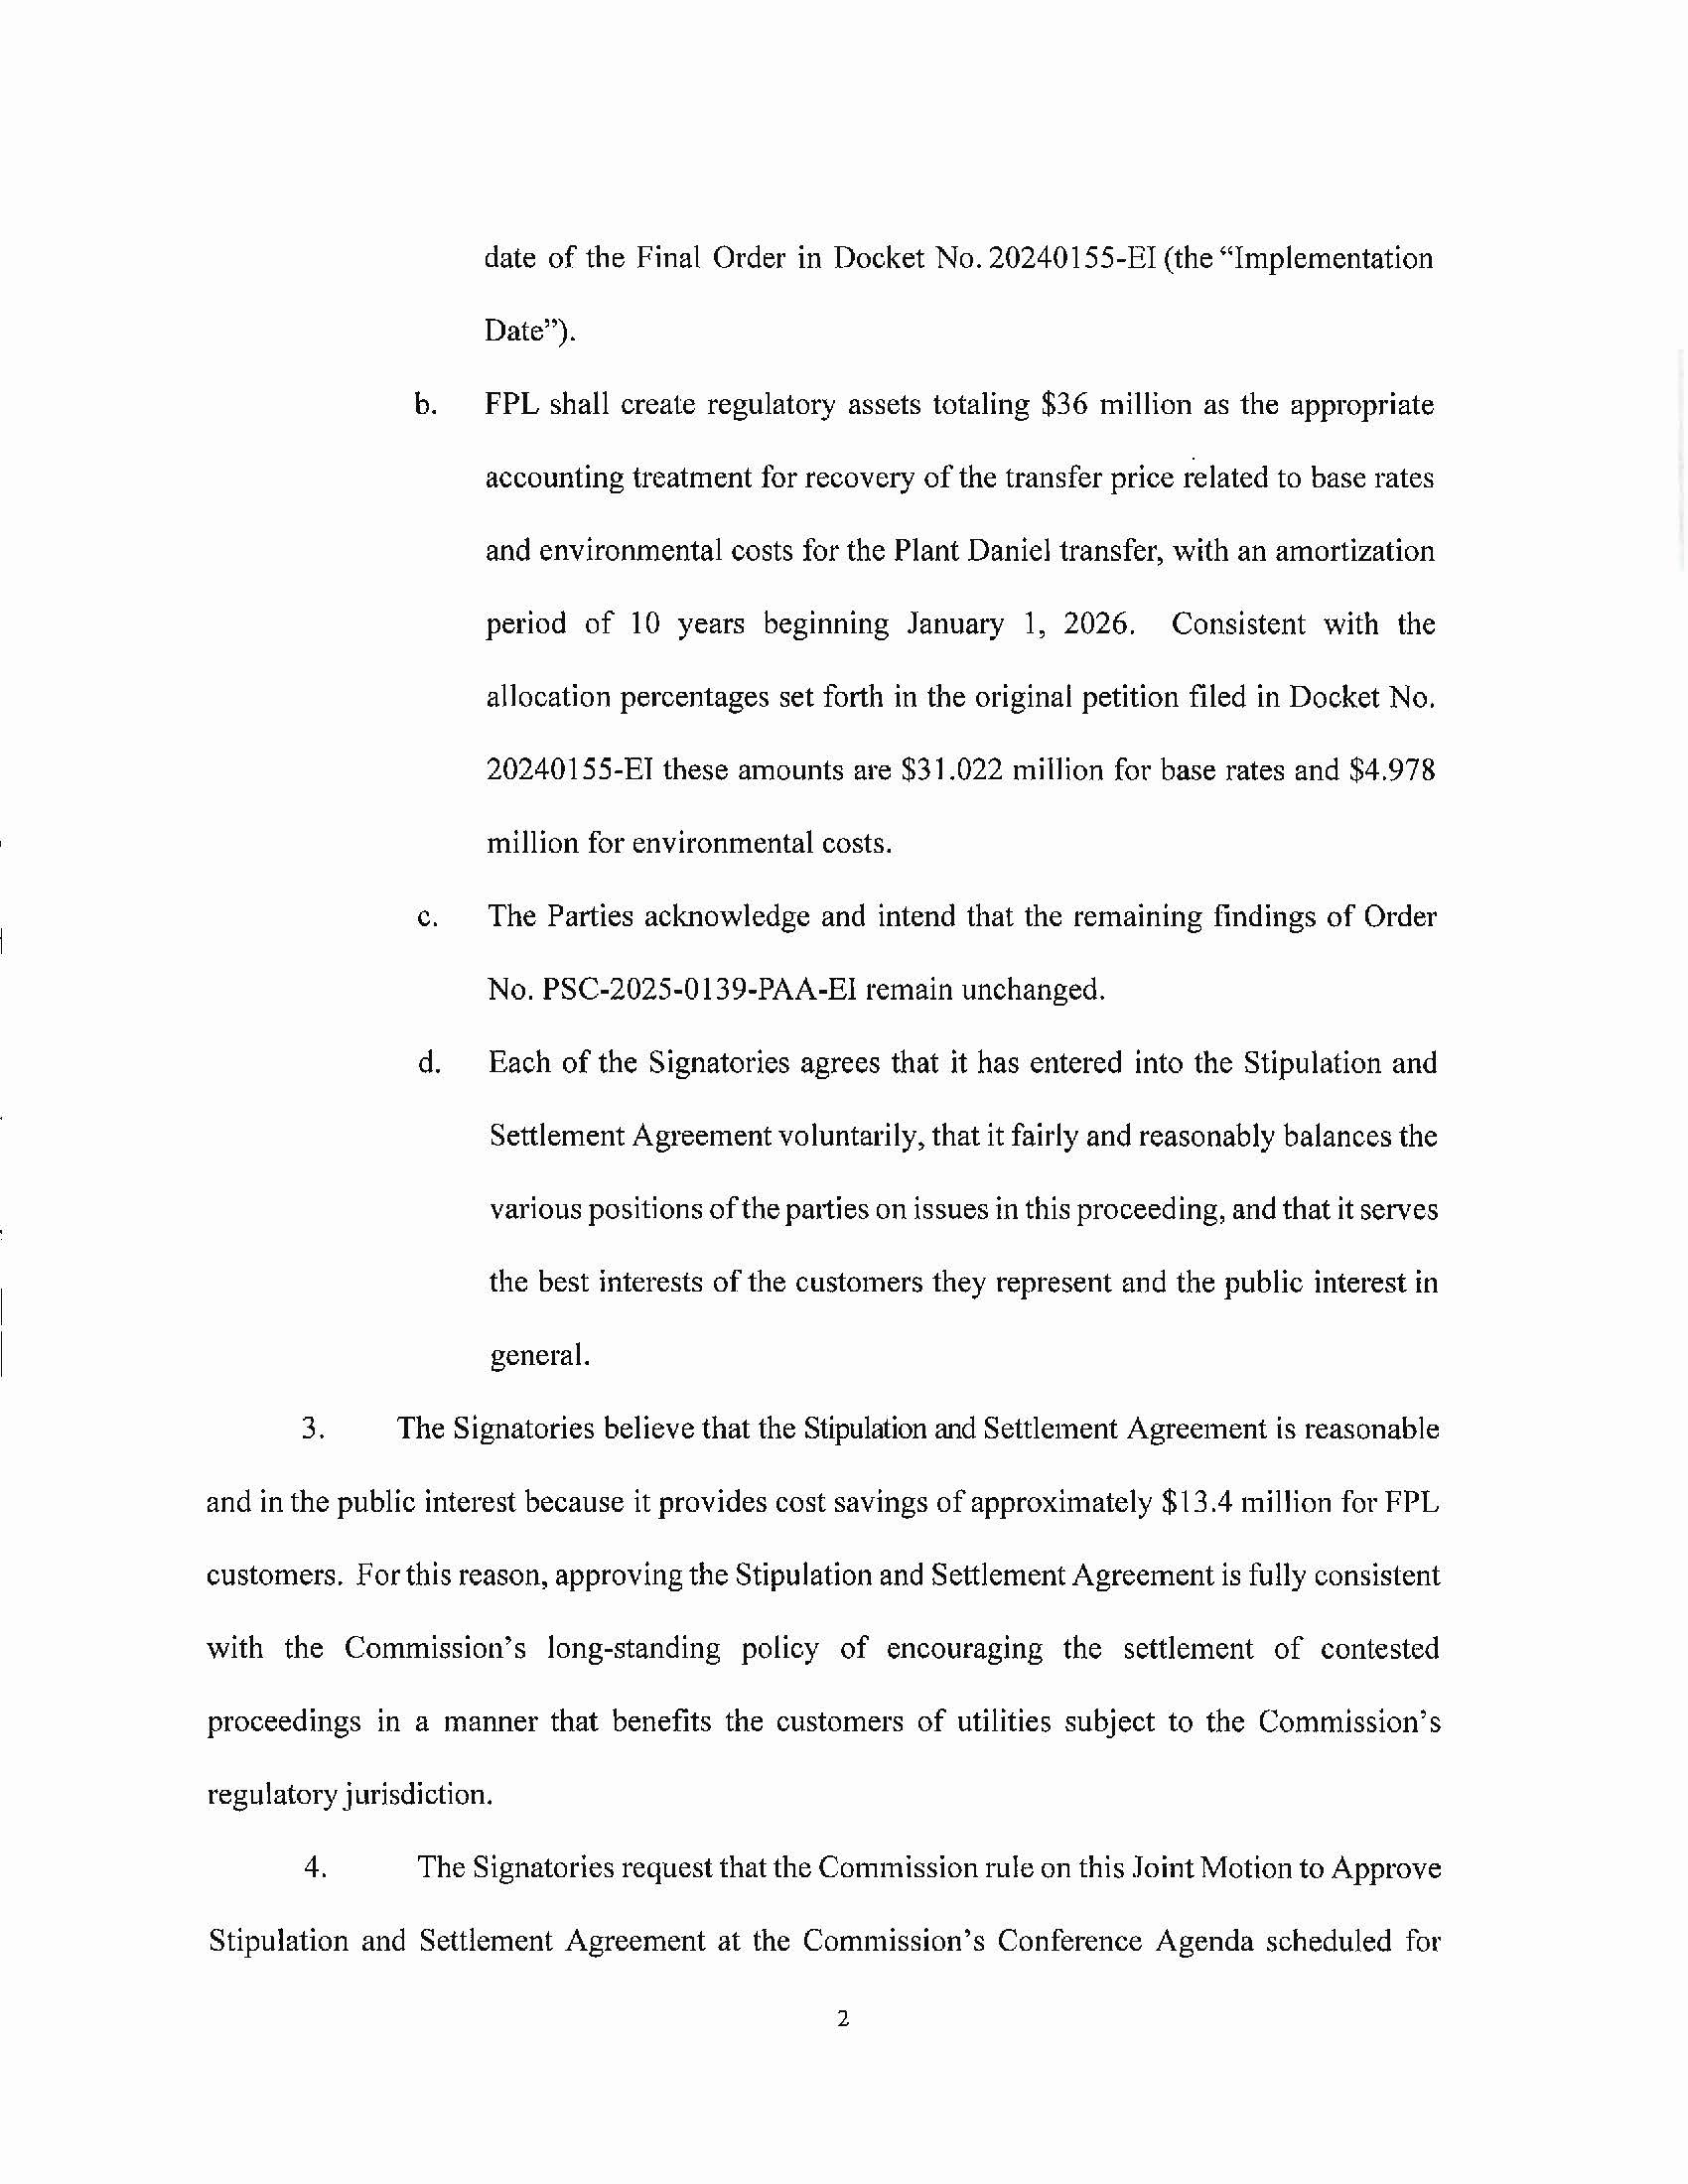 date of the Final Order in Docket No. 20240155-EI (the “Implementation
Date”).
b. FPL shall create regulatory assets totaling $36 million as the appropriate
accounting treatment for recovery of the transfer price related to base rates
and environmental costs for the Plant Daniel transfer, with an amortization
period of 10 years beginning January 1, 2026. Consistent with the
allocation percentages set forth in the original petition filed in Docket No.
20240155-EI these amounts are $31.022 million for base rates and $4.978
million for environmental costs.
c. The Parties acknowledge and intend that the remaining findings of Order
No. PSC-2025-0139-PAA-EI remain unchanged.
d. Each of the Signatories agrees that it has entered into the Stipulation and
Settlement Agreement voluntarily, that it fairly and reasonably balances the
various positions of the parties on issues in this proceeding, and that it serves
the best interests of the customers they represent and the public interest in
general.
3. The Signatories believe that the Stipulation and Settlement Agreement is reasonable
and in the public interest because it provides cost savings of approximately $13.4 million for FPL
customers. For this reason, approving the Stipulation and Settlement Agreement is fully consistent
with the Commission’s long-standing policy of encouraging the settlement of contested
proceedings in a manner that benefits the customers of utilities subject to the Commission’s
regulatory jurisdiction.
4. The Signatories request that the Commission rule on this Joint Motion to Approve
Stipulation and Settlement Agreement at the Commission’s Conference Agenda scheduled for
2